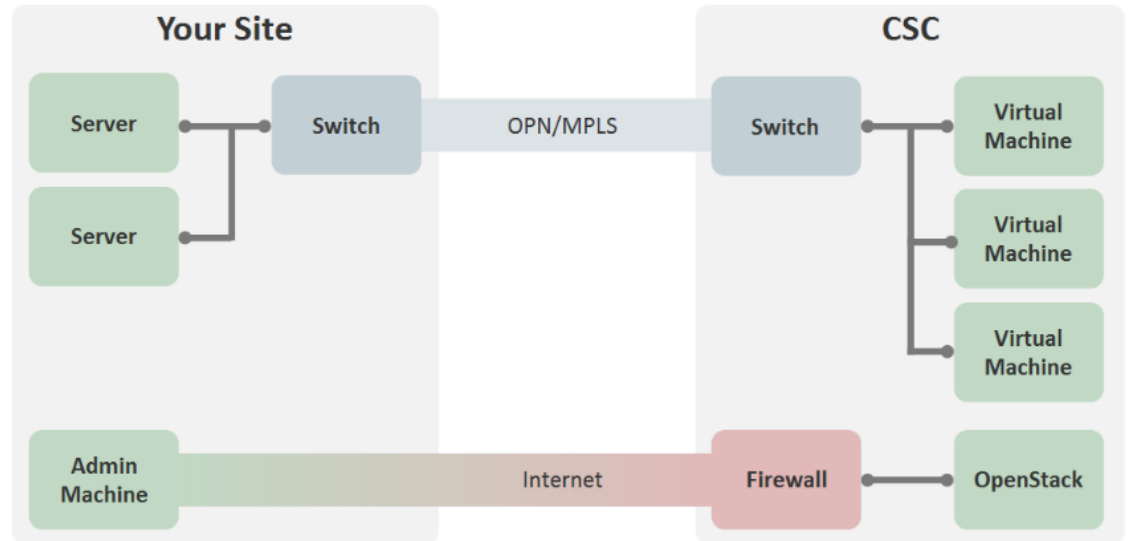 Your Site
CSC
Server
Switch
OPN/MPLS
Switch
Virtual
Machine
Server
Virtual
Machine
Virtual
Machine
Admin
Machine
Internet
Firewall
OpenStack